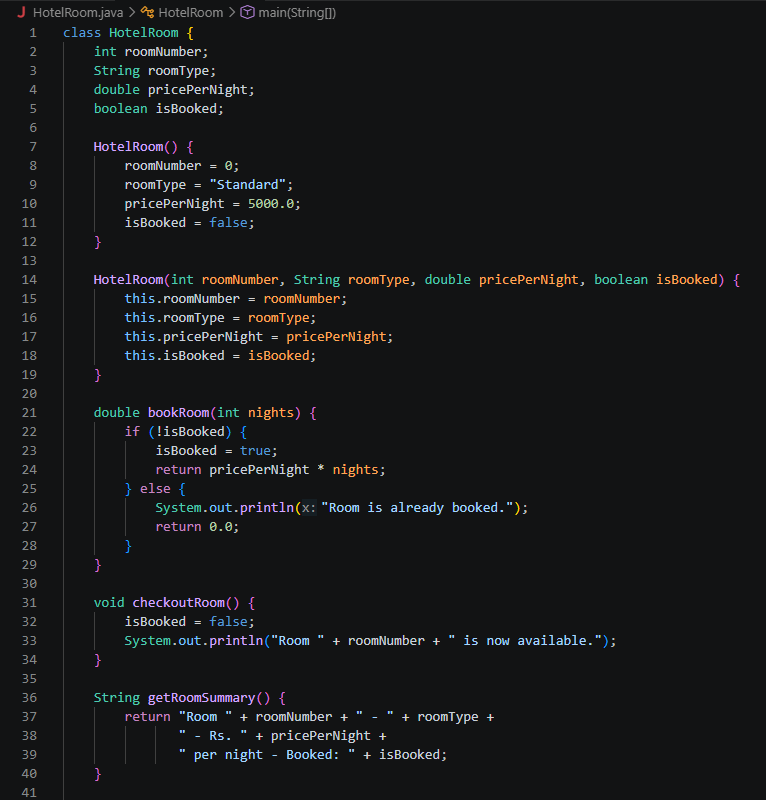 HotelRoom.java > HotelRoom > main(String[])
1 class HotelRoom {
2     int roomNumber;
3     String roomType;
4     double pricePerNight;
5     boolean isBooked;
6
7     HotelRoom() {
8         roomNumber = 0;
9         roomType = "Standard";
10         pricePerNight = 5000.0;
11         isBooked = false;
12     }
13
14     HotelRoom(int roomNumber, String roomType, double pricePerNight, boolean isBooked) {
15         this.roomNumber = roomNumber;
16         this.roomType = roomType;
17         this.pricePerNight = pricePerNight;
18         this.isBooked = isBooked;
19     }
20
21     double bookRoom(int nights) {
22         if (!isBooked) {
23             isBooked = true;
24             return pricePerNight * nights;
25         } else {
26             System.out.println(x: "Room is already booked.");
27             return 0.0;
28         }
29     }
30
31     void checkoutRoom() {
32         isBooked = false;
33         System.out.println("Room " + roomNumber + " is now available.");
34     }
35
36     String getRoomSummary() {
37         return "Room " + roomNumber + " - " + roomType +
38                " - Rs. " + pricePerNight +
39                " per night - Booked: " + isBooked;
40     }
41